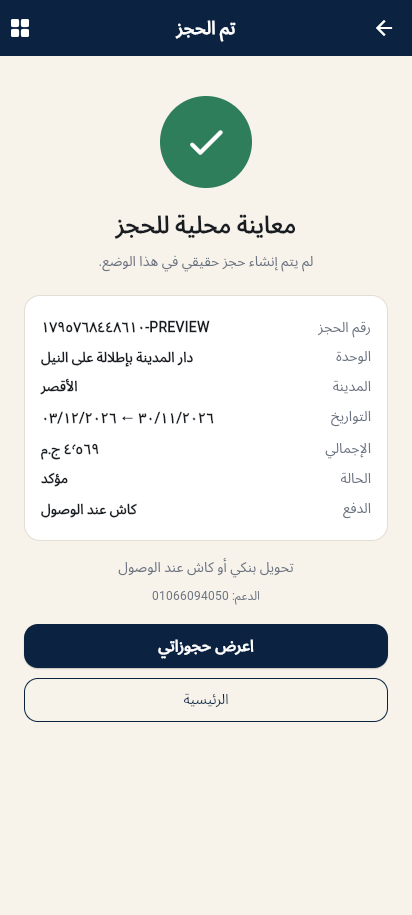 تم الحجز
معاينة محلية للحجز
لم يتم إنشاء حجز حقيقي في هذا الوضع.
رقم الحجز PREVIEW-١٧٩٥٧٦٨٤٤٨٦١٠
الوحدة دار المدينة بإطلالة على النيل
المدينة الأقصر
التواريخ ٣٠/١١/٢٠٢٦ ← ٠٣/١٢/٢٠٢٦
الإجمالي ٤٬٥٦٩ ج.م
الحالة مؤكد
الدفع كاش عند الوصول
تحويل بنكي أو كاش عند الوصول
الدعم: 01066094050
اعرض حجوزاتي
الرئيسية